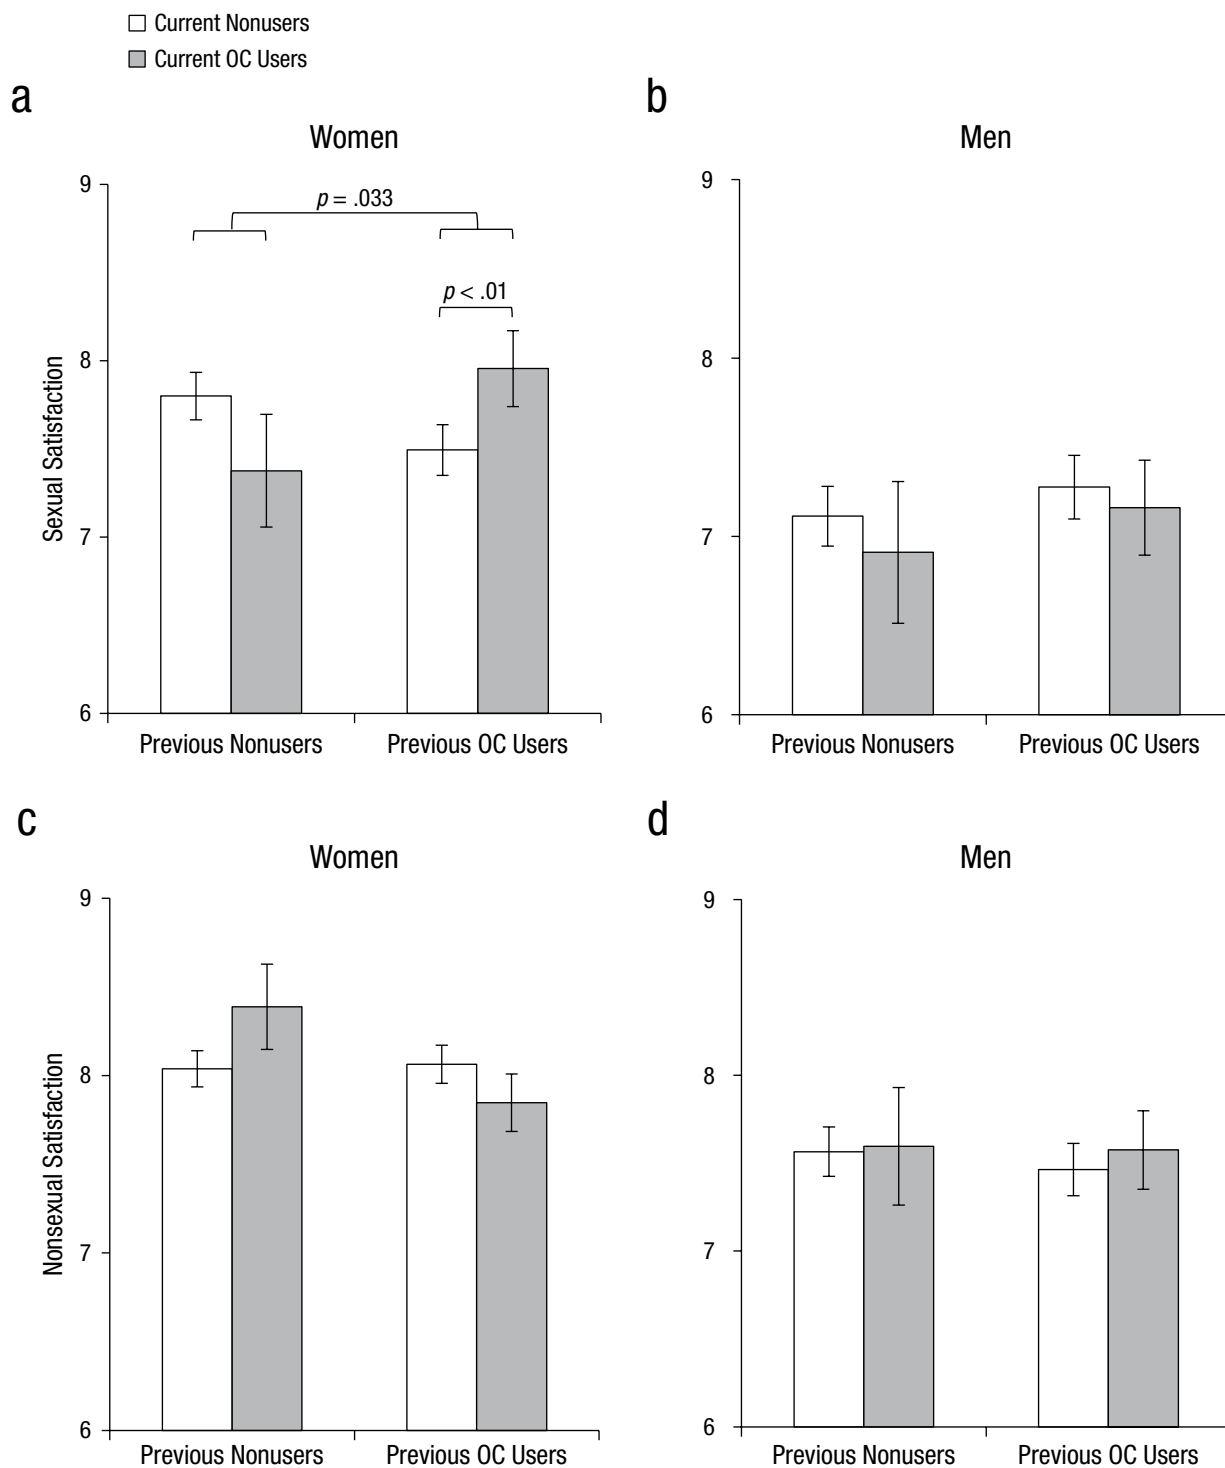 Current Nonusers
Current OC Users
a
Women
9
8
7
6
Sexual Satisfaction
p = .033
p < .01
Previous Nonusers
Previous OC Users
b
Men
9
8
7
6
Previous Nonusers
Previous OC Users
c
Women
9
8
7
6
Nonsexual Satisfaction
Previous Nonusers
Previous OC Users
d
Men
9
8
7
6
Previous Nonusers
Previous OC Users